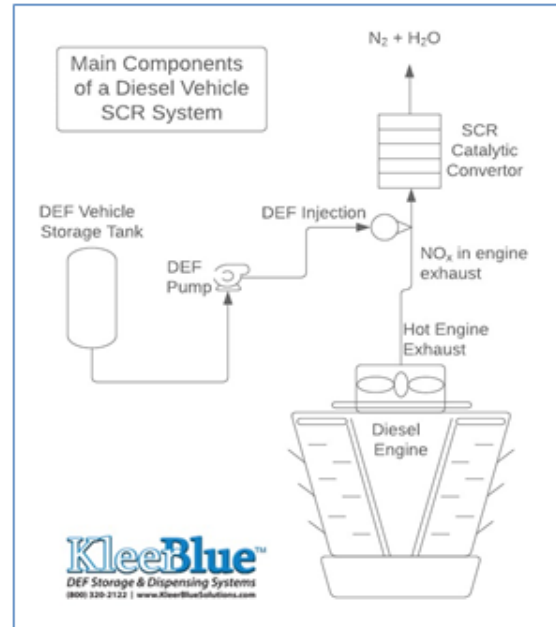 Main Components
of a Diesel Vehicle
SCR System
N₂ + H₂O
SCR
Catalytic
Convertor
DEF Vehicle
Storage Tank
DEF Injection
DEF
Pump
NOₓ in engine
exhaust
Hot Engine
Exhaust
Diesel
Engine
KleerBlue™
DEF Storage & Dispensing Systems
(800) 320-2122 | www.KleerBlueSolutions.com